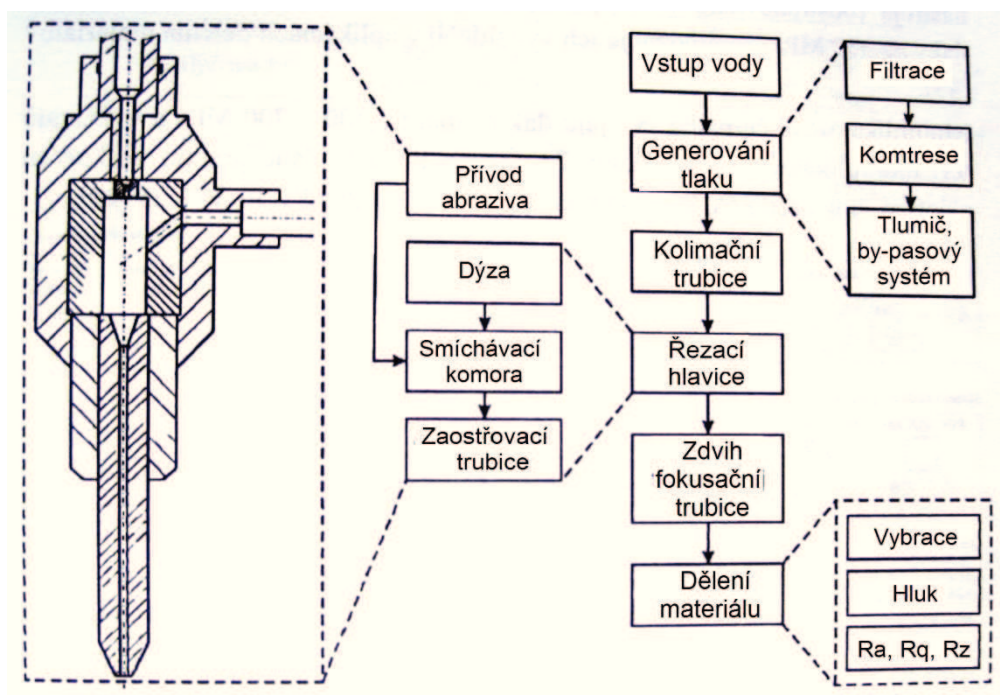 Vstup vody
Filtrace
Generování
tlaku
Komtrese
Přívod
abraziva
Tlumič,
by-pasový
systém
Kolimační
trubice
Dýza
Smíchávací
komora
Řezací
hlavice
Zaostřovací
trubice
Zdvih
fokusační
trubice
Vybrace
Dělení
materiálu
Hluk
Ra, Rq, Rz